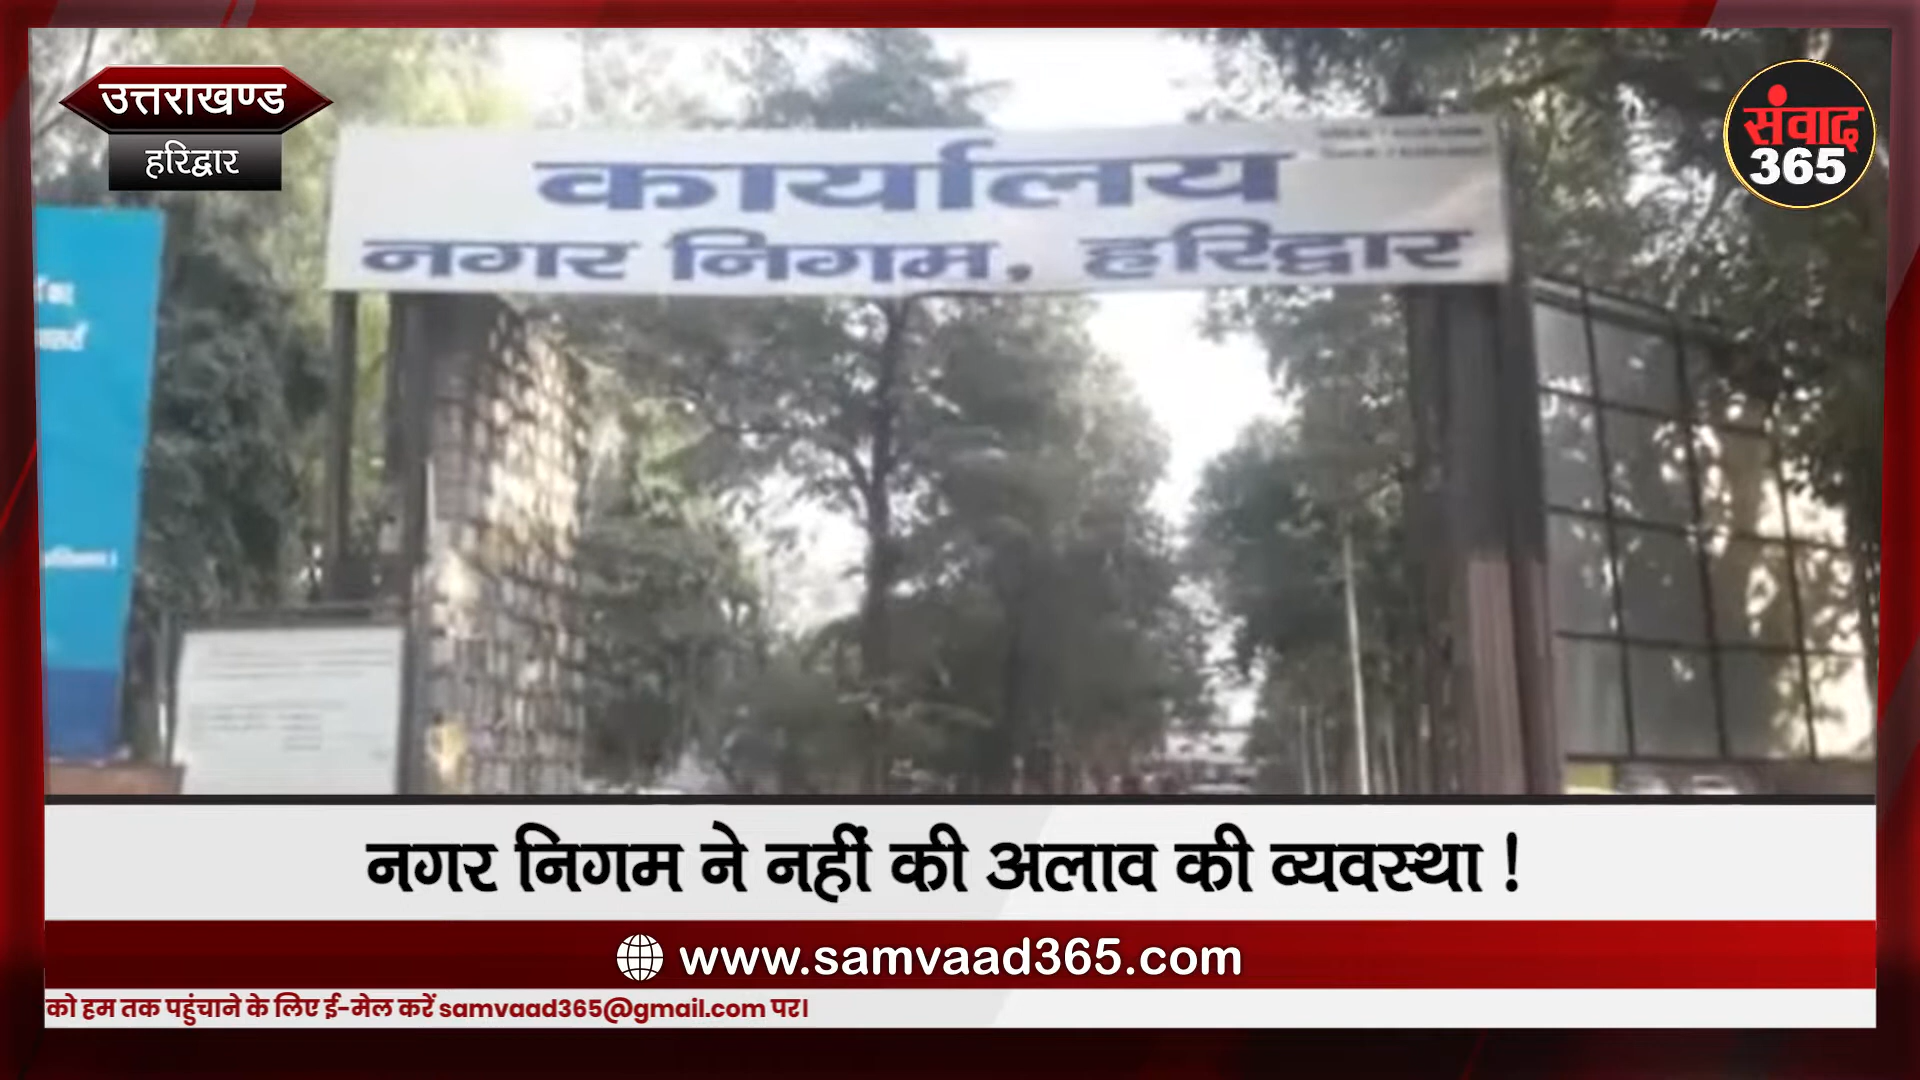 उत्तराखण्ड
हरिद्वार
संवाद
365
कार्यालय
नगर निगम, हरिद्वार
नगर निगम ने नहीं की अलाव की व्यवस्था !
www.samvaad365.com
को हम तक पहुंचाने के लिए ई-मेल करें samvaad365@gmail.com पर।